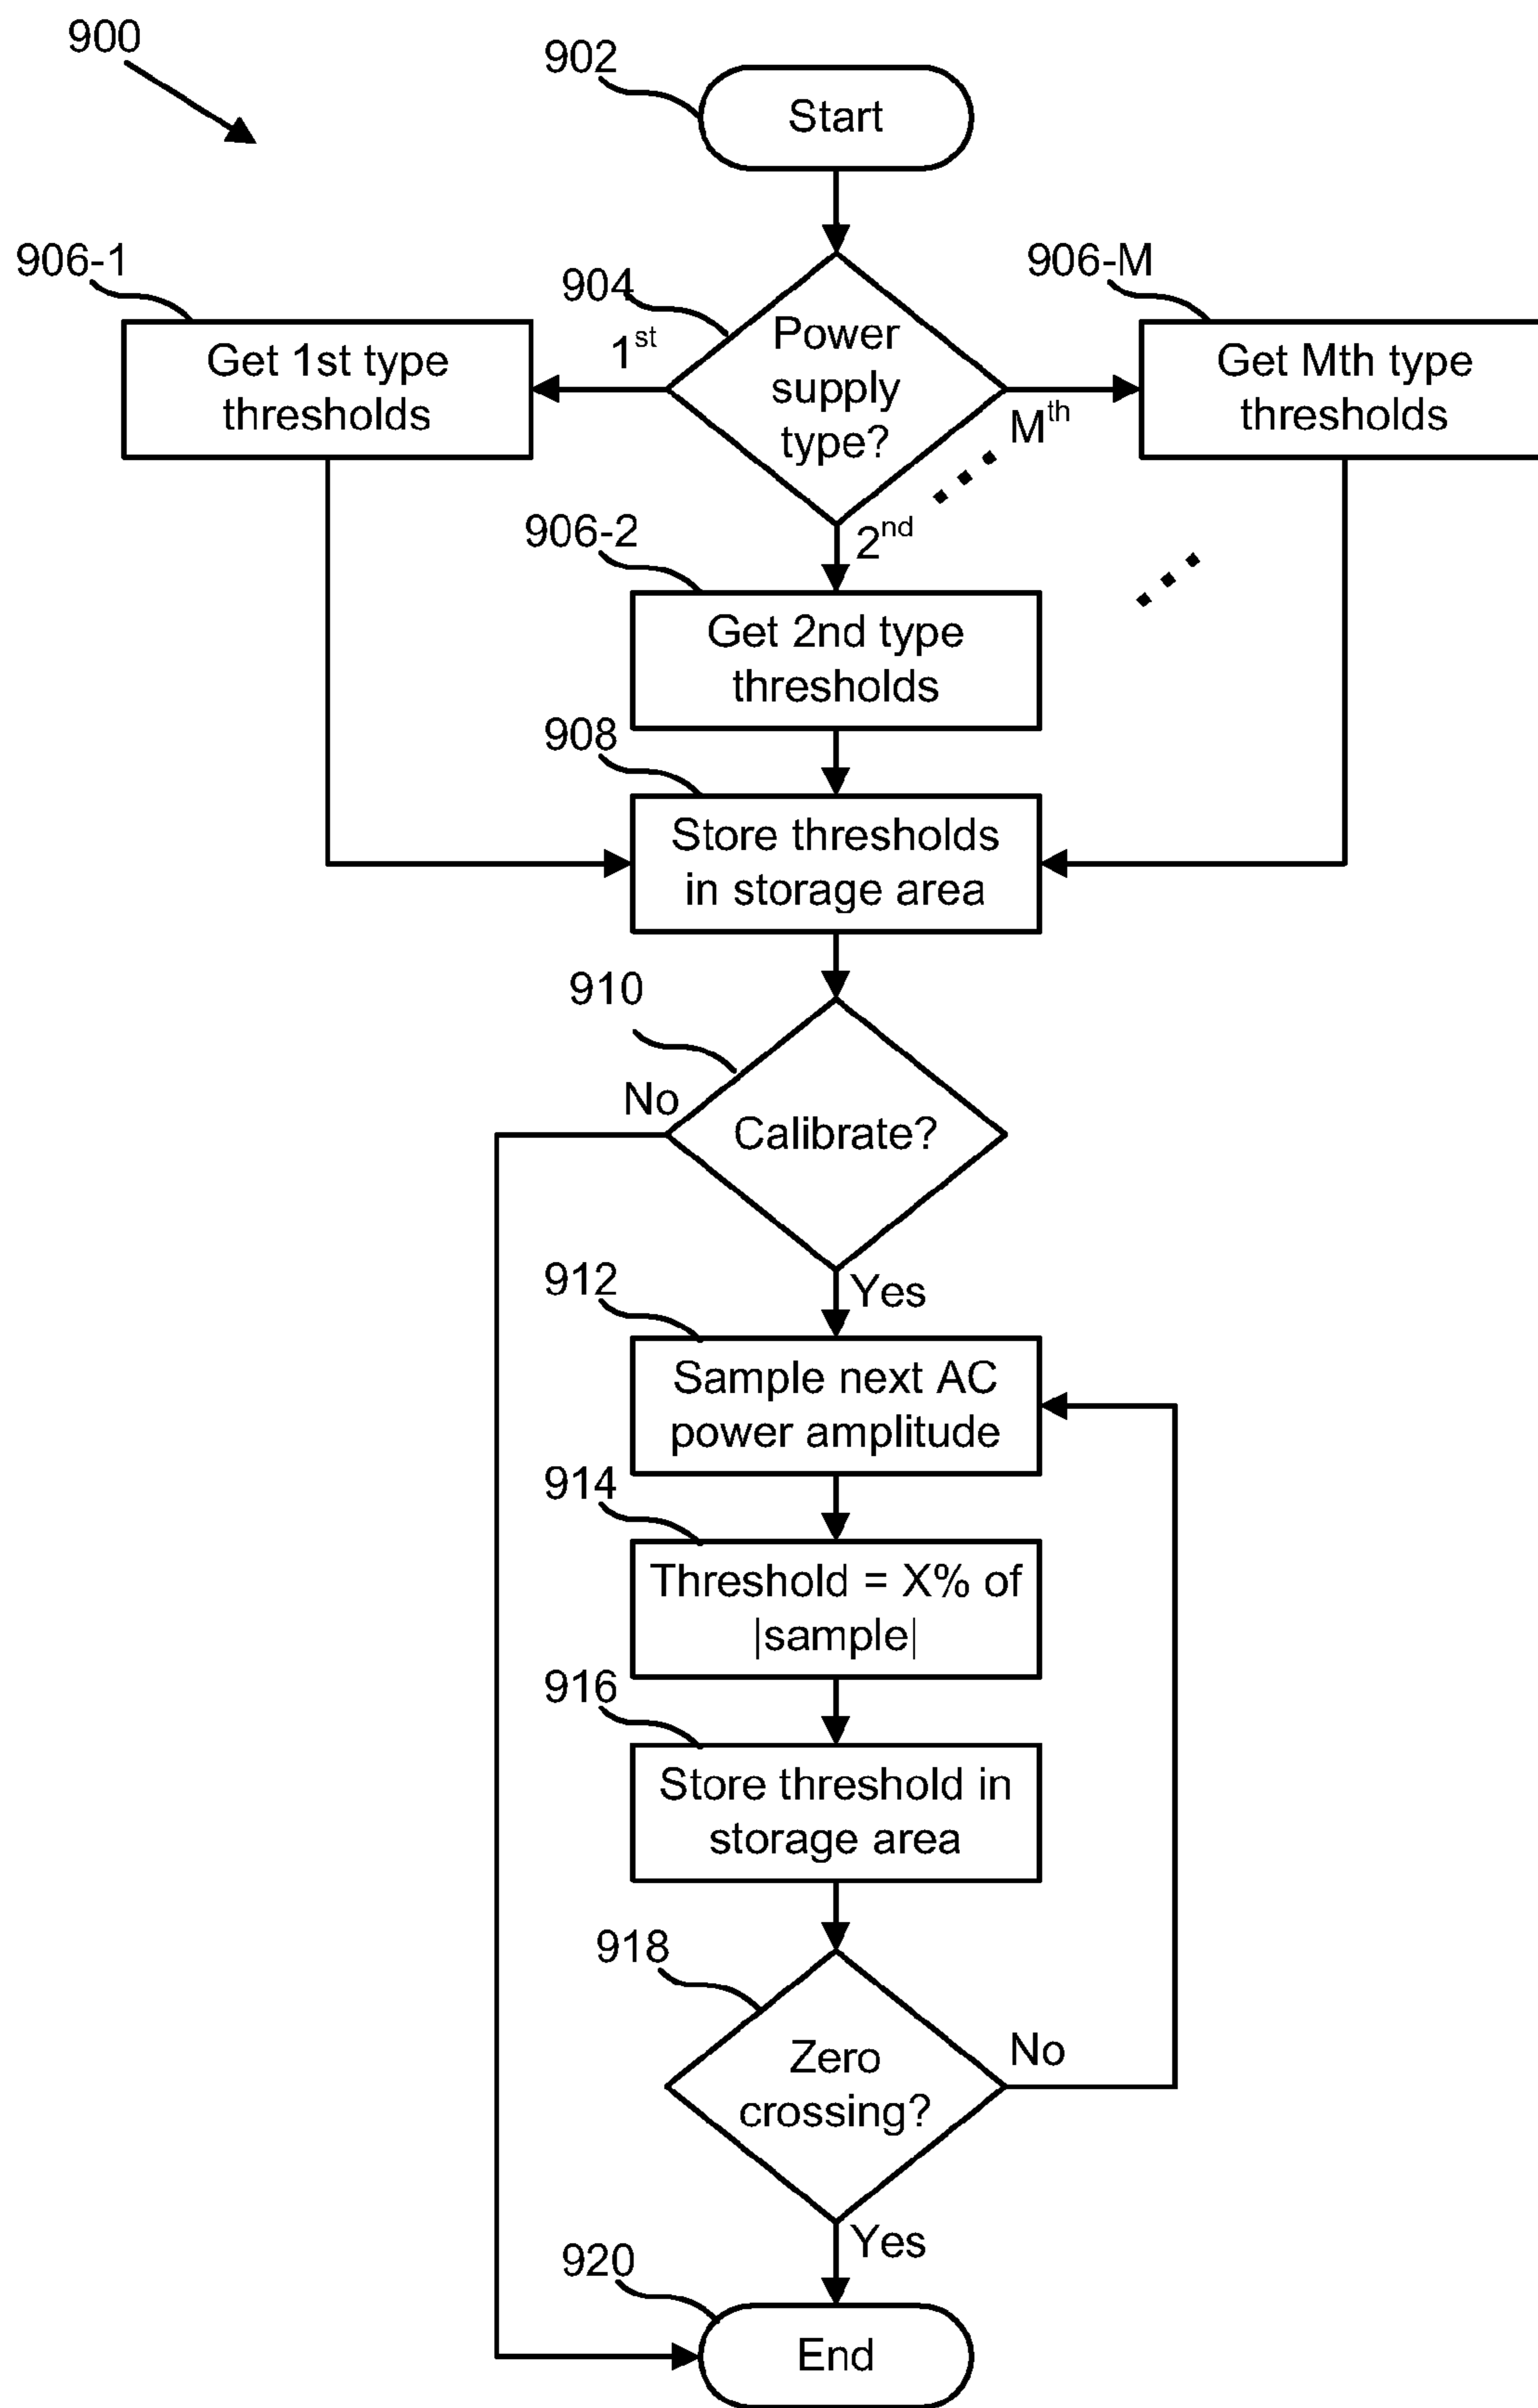 900
902
Start
906-1
904
906-M
Get 1st type
thresholds
1st
Power
supply
type?
Mth
Get Mth type
thresholds
906-2
2nd
Get 2nd type
thresholds
908
Store thresholds
in storage area
910
No
Calibrate?
Yes
912
Sample next AC
power amplitude
914
Threshold = X% of
|sample|
916
Store threshold in
storage area
918
Zero
crossing?
No
Yes
920
End